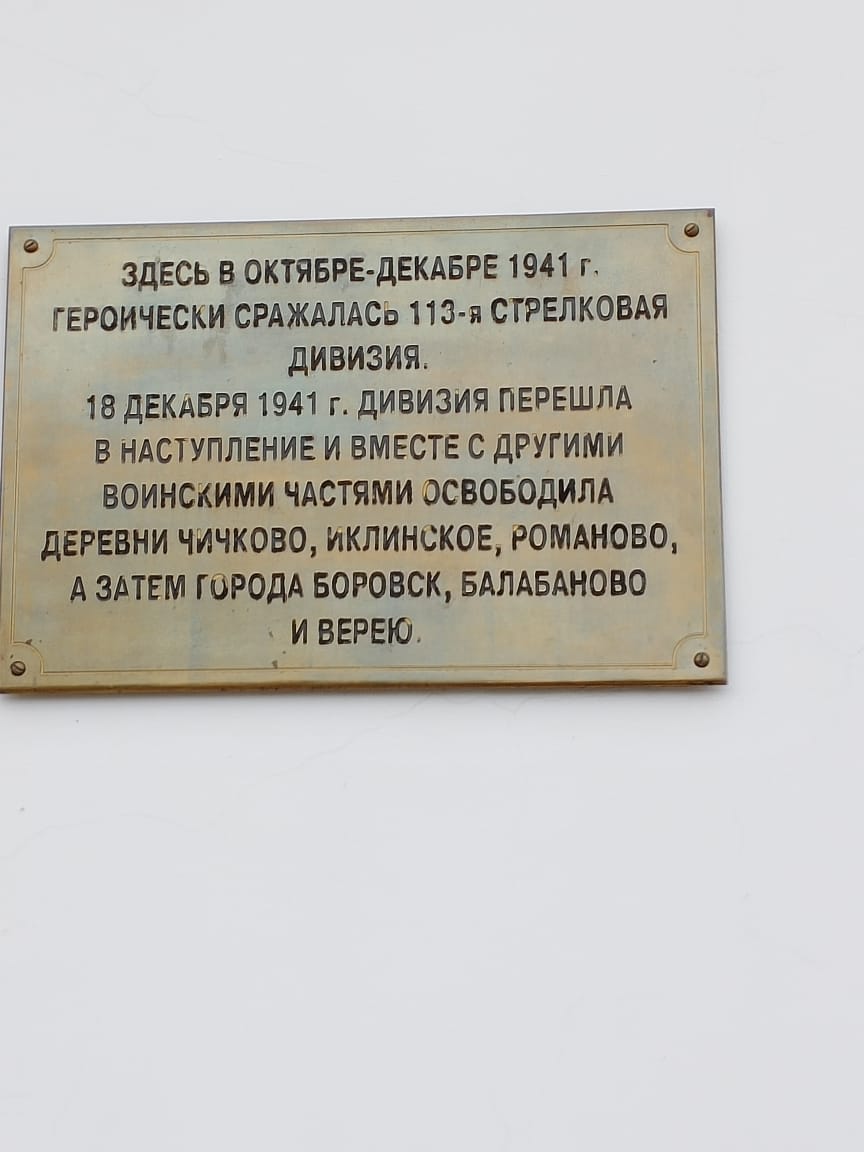 ЗДЕСЬ В ОКТЯБРЕ-ДЕКАБРЕ 1941 г.
ГЕРОИЧЕСКИ СРАЖАЛАСЬ 113-я СТРЕЛКОВАЯ
ДИВИЗИЯ.
18 ДЕКАБРЯ 1941 г. ДИВИЗИЯ ПЕРЕШЛА
В НАСТУПЛЕНИЕ И ВМЕСТЕ С ДРУГИМИ
ВОИНСКИМИ ЧАСТЯМИ ОСВОБОДИЛА
ДЕРЕВНИ ЧИЧКОВО, ИКЛИНСКОЕ, РОМАНОВО,
А ЗАТЕМ ГОРОДА БОРОВСК, БАЛАБАНОВО
И ВЕРЕЮ.